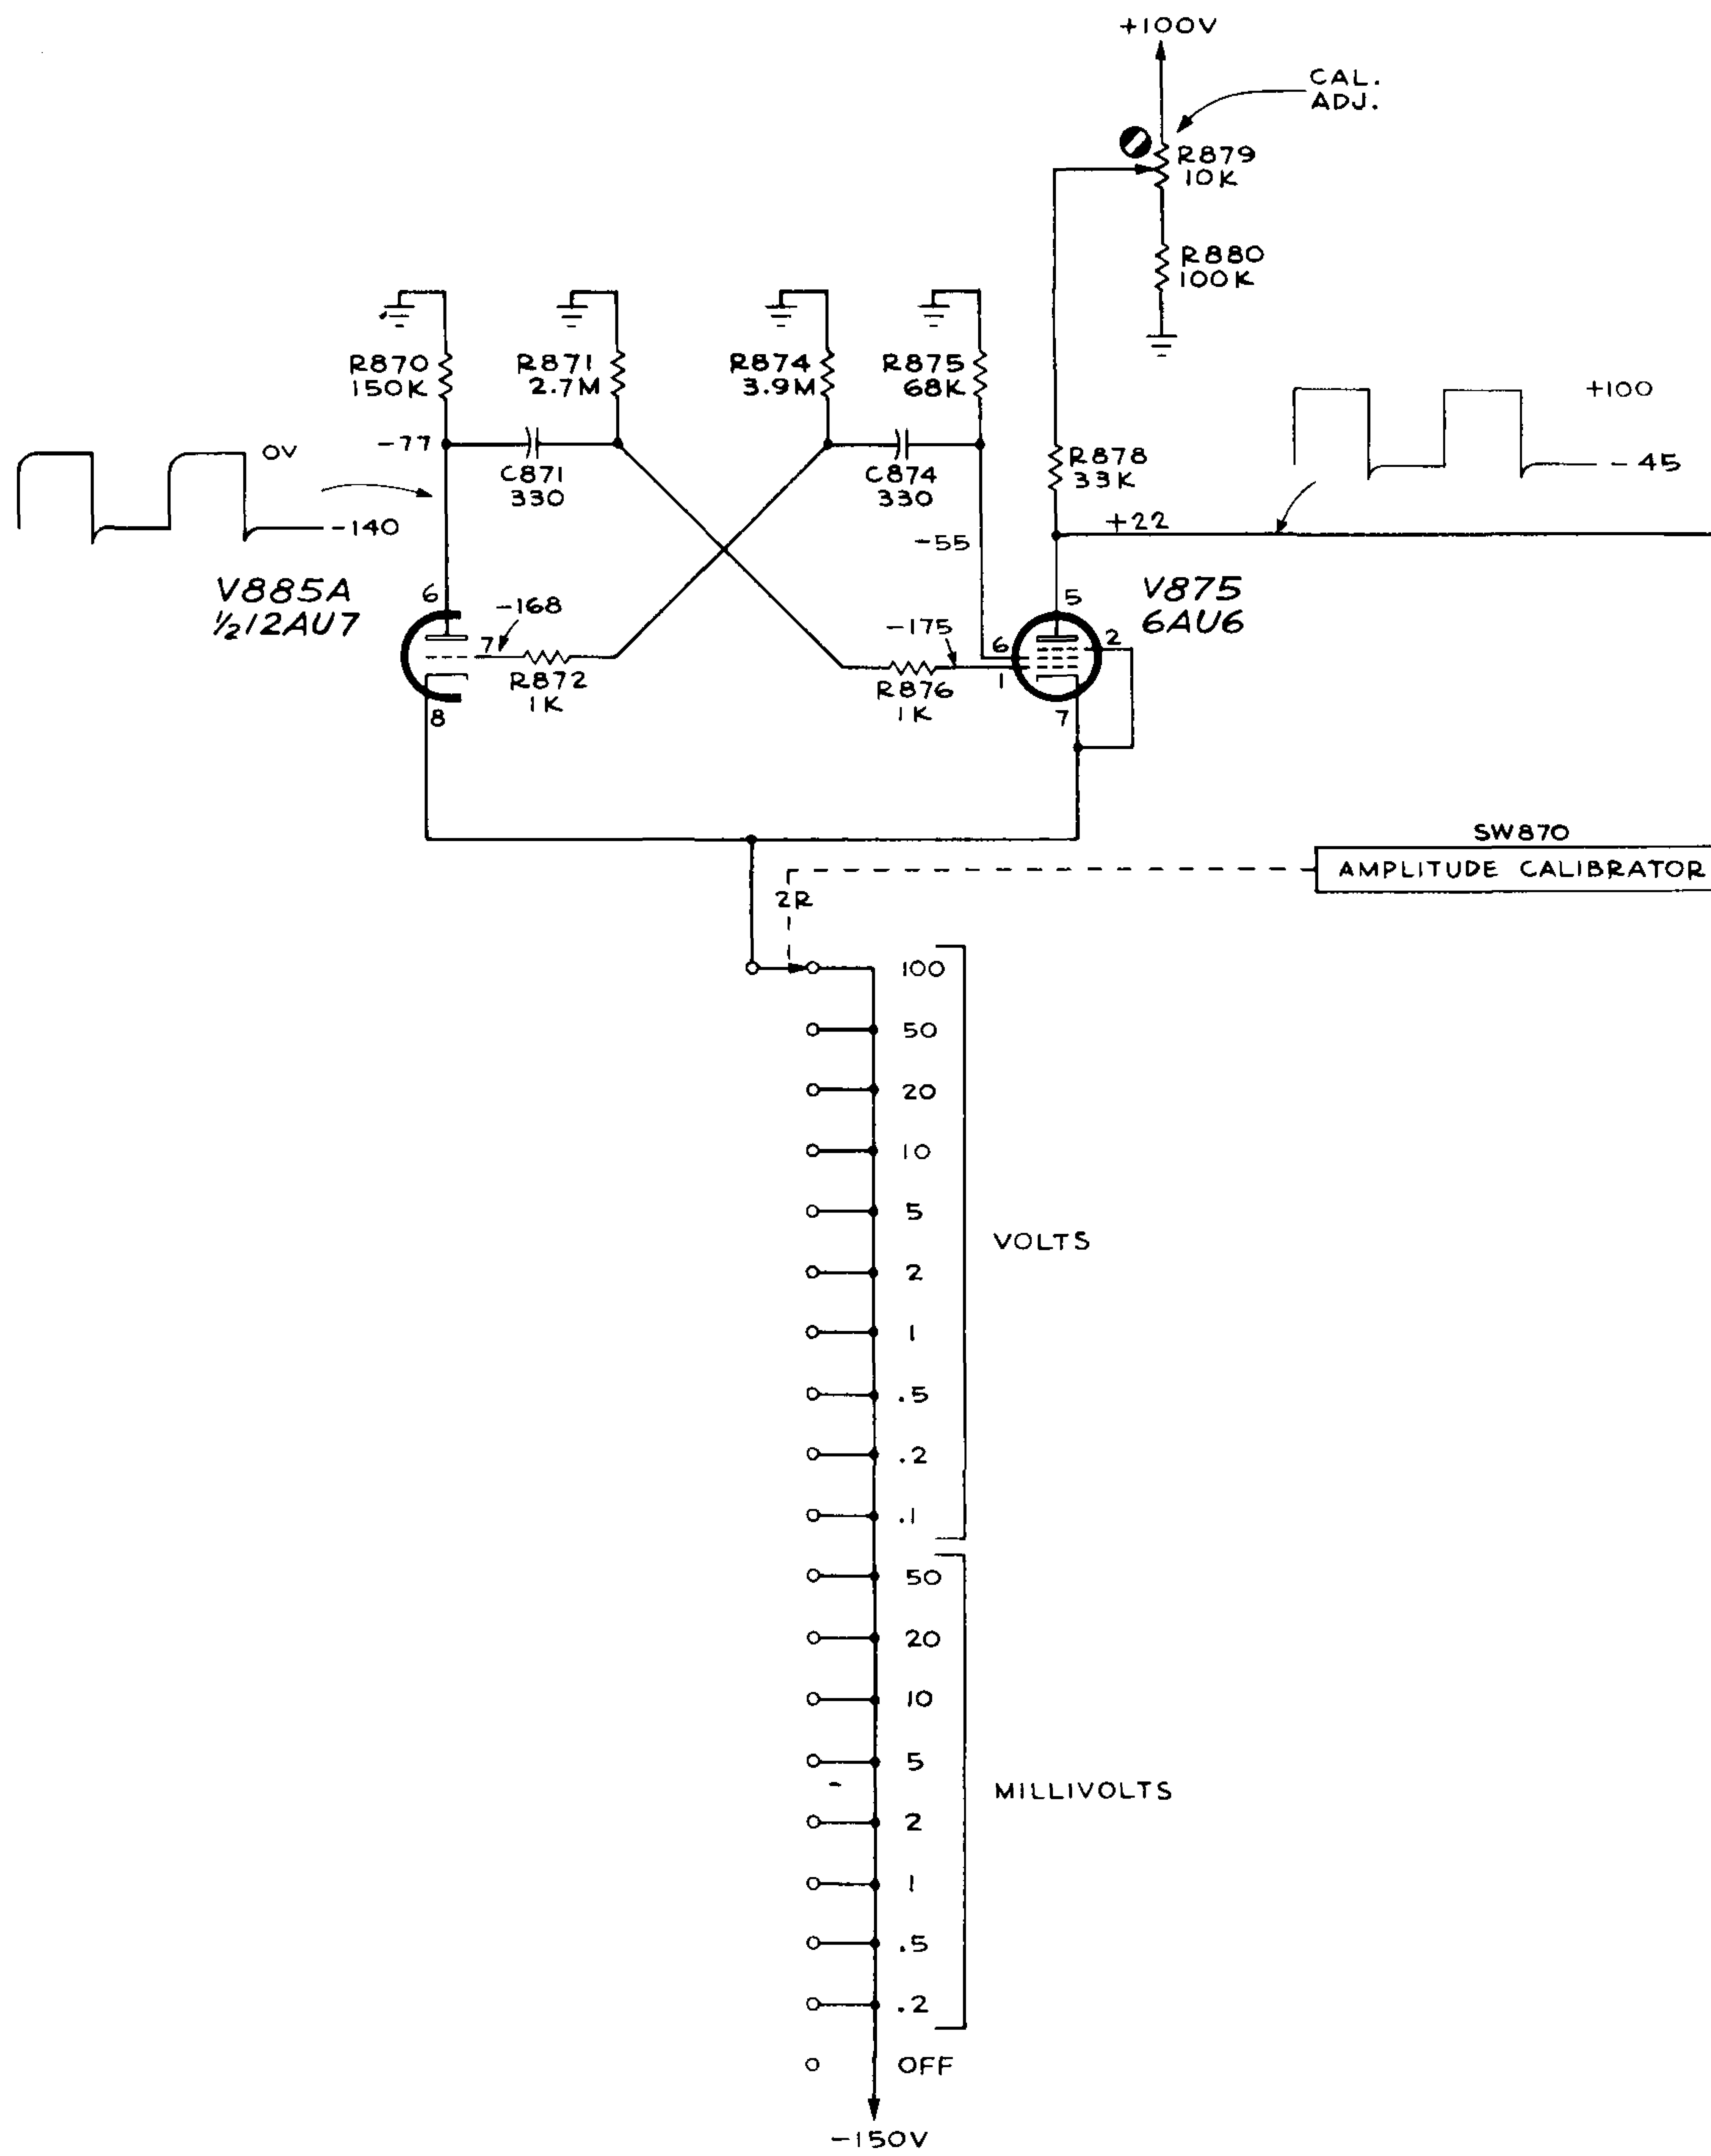 +100V
CAL.
ADJ.
R879
10K
R880
100K
R870
150K
R871
2.7M
R874
3.9M
R875
68K
+100
-77
0V
C871
330
C874
330
R878
33K
-45
-140
-55
+22
V885A
½12AU7
6
-168
7
R872
1K
8
-175
R876
1K
6
1
5
2
7
V875
6AU6
SW870
AMPLITUDE CALIBRATOR
2R
100
50
20
10
5
VOLTS
2
1
.5
.2
.1
50
20
10
5
MILLIVOLTS
2
1
.5
.2
OFF
-150V